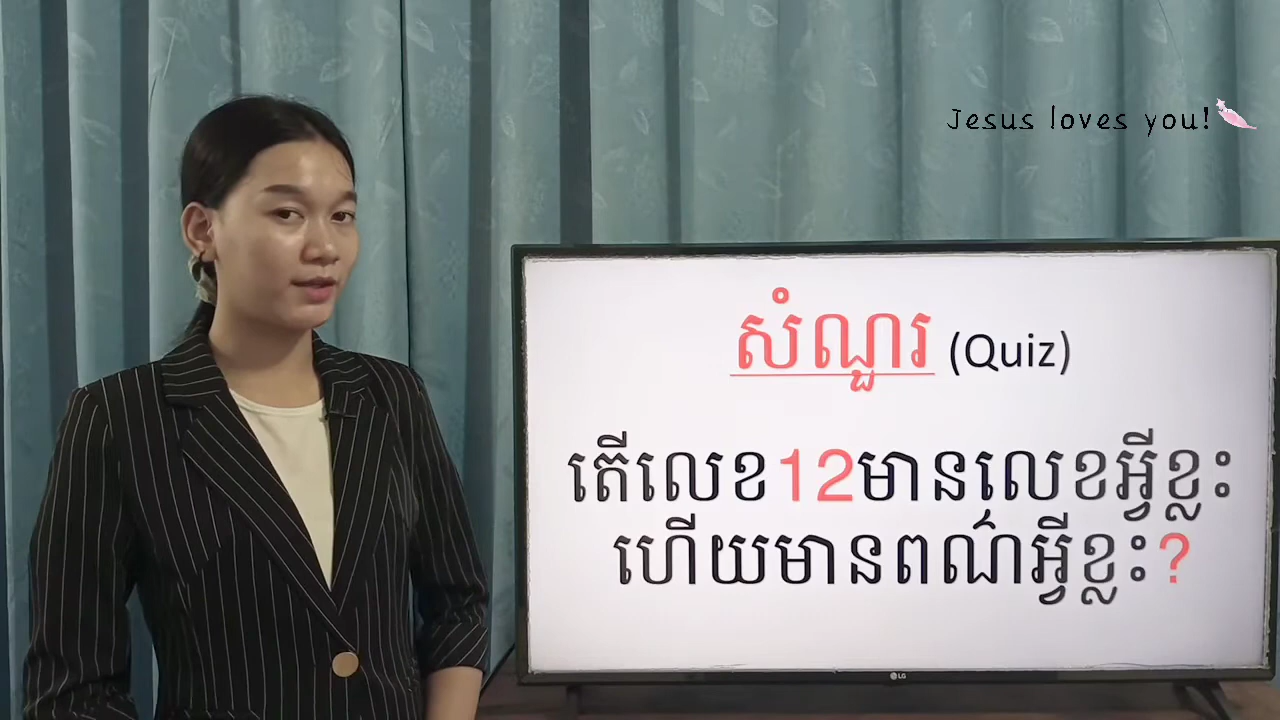 Jesus loves you!
សំណួរ (Quiz)
តើលេខ12មានលេខអ្វីខ្លះ
ហើយមានពណ៌អ្វីខ្លះ?
LG